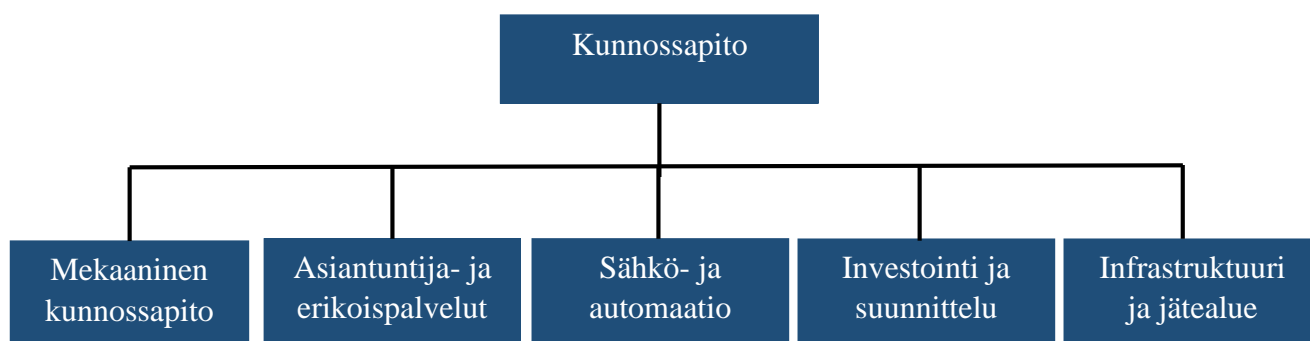 Kunnossapito
Mekaaninen
kunnossapito
Asiantuntija- ja
erikoispalvelut
Sähkö- ja
automaatio
Investointi ja
suunnittelu
Infrastruktuuri
ja jätealue